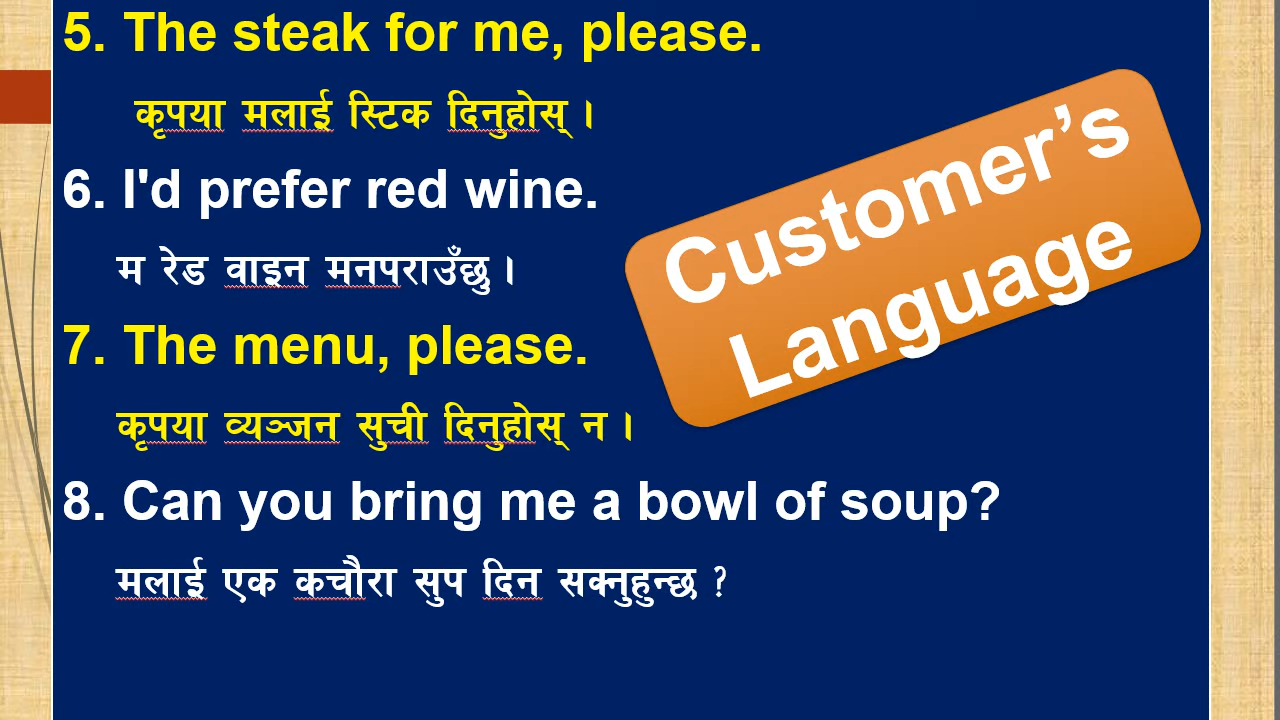 5. The steak for me, please.
कृपया मलाई स्टिक दिनुहोस् ।
6. I'd prefer red wine.
म रेड वाइन मनपराउँछु ।
7. The menu, please.
कृपया व्यञ्जन सुची दिनुहोस् न ।
8. Can you bring me a bowl of soup?
मलाई एक कचौरा सुप दिन सक्नुहुन्छ ?
Customer’s
Language